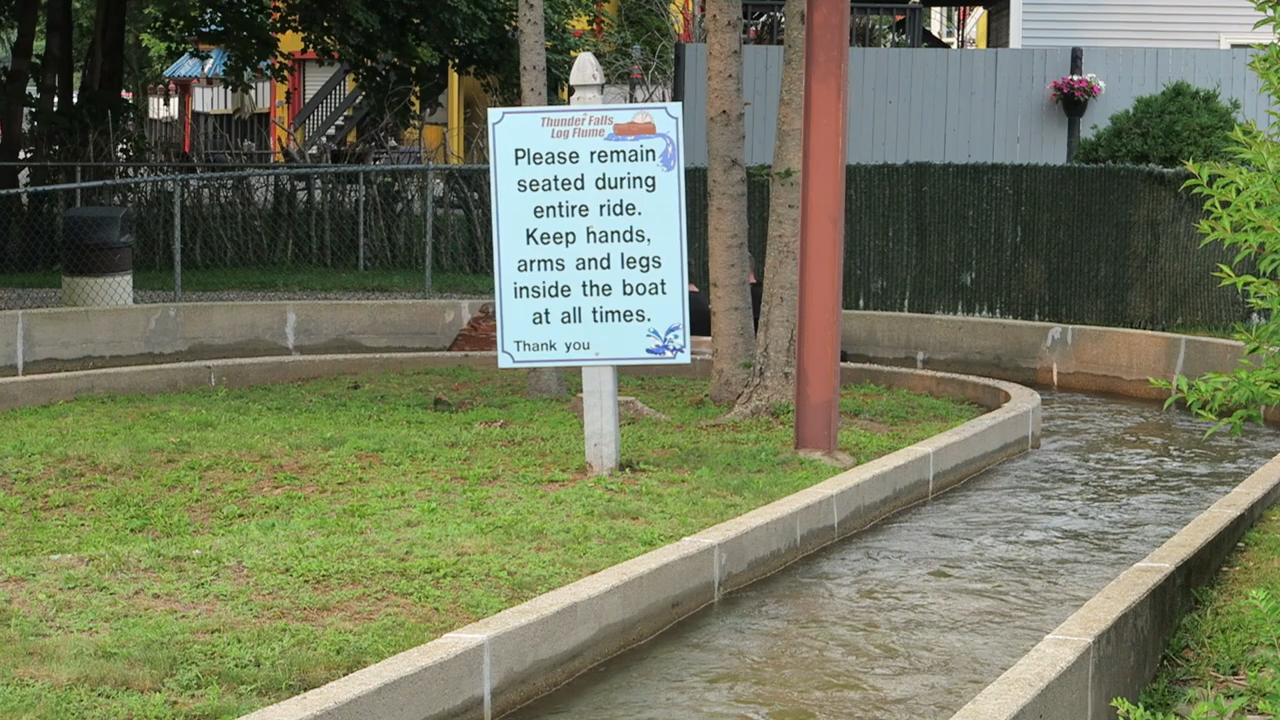 Thunder Falls
Log Flume
Please remain
seated during
entire ride.
Keep hands,
arms and legs
inside the boat
at all times.
Thank you